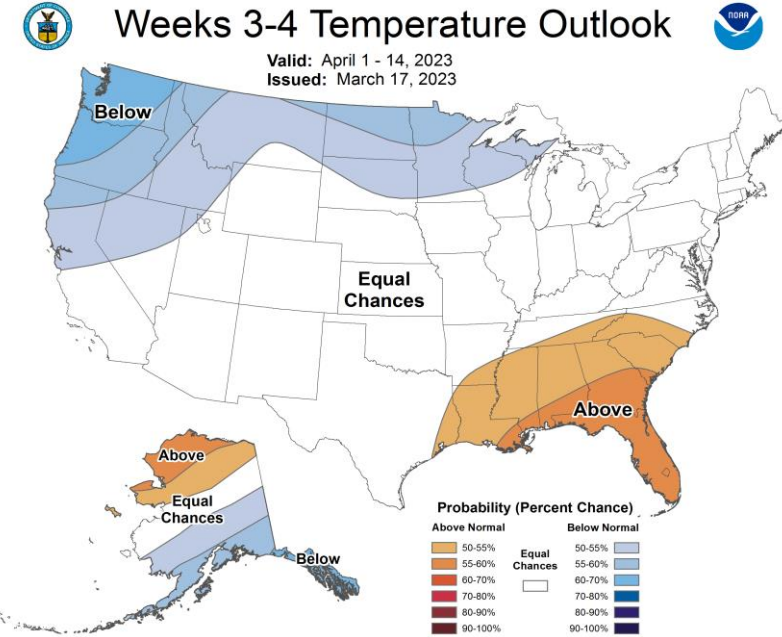 Weeks 3-4 Temperature Outlook
NOAA
Valid: April 1 - 14, 2023
Issued: March 17, 2023
Below
Equal
Chances
Above
Above
Equal
Chances
Below
Probability (Percent Chance)
Above Normal
Below Normal
50-55%
55-60%
60-70%
70-80%
80-90%
90-100%
Equal
Chances
50-55%
55-60%
60-70%
70-80%
80-90%
90-100%